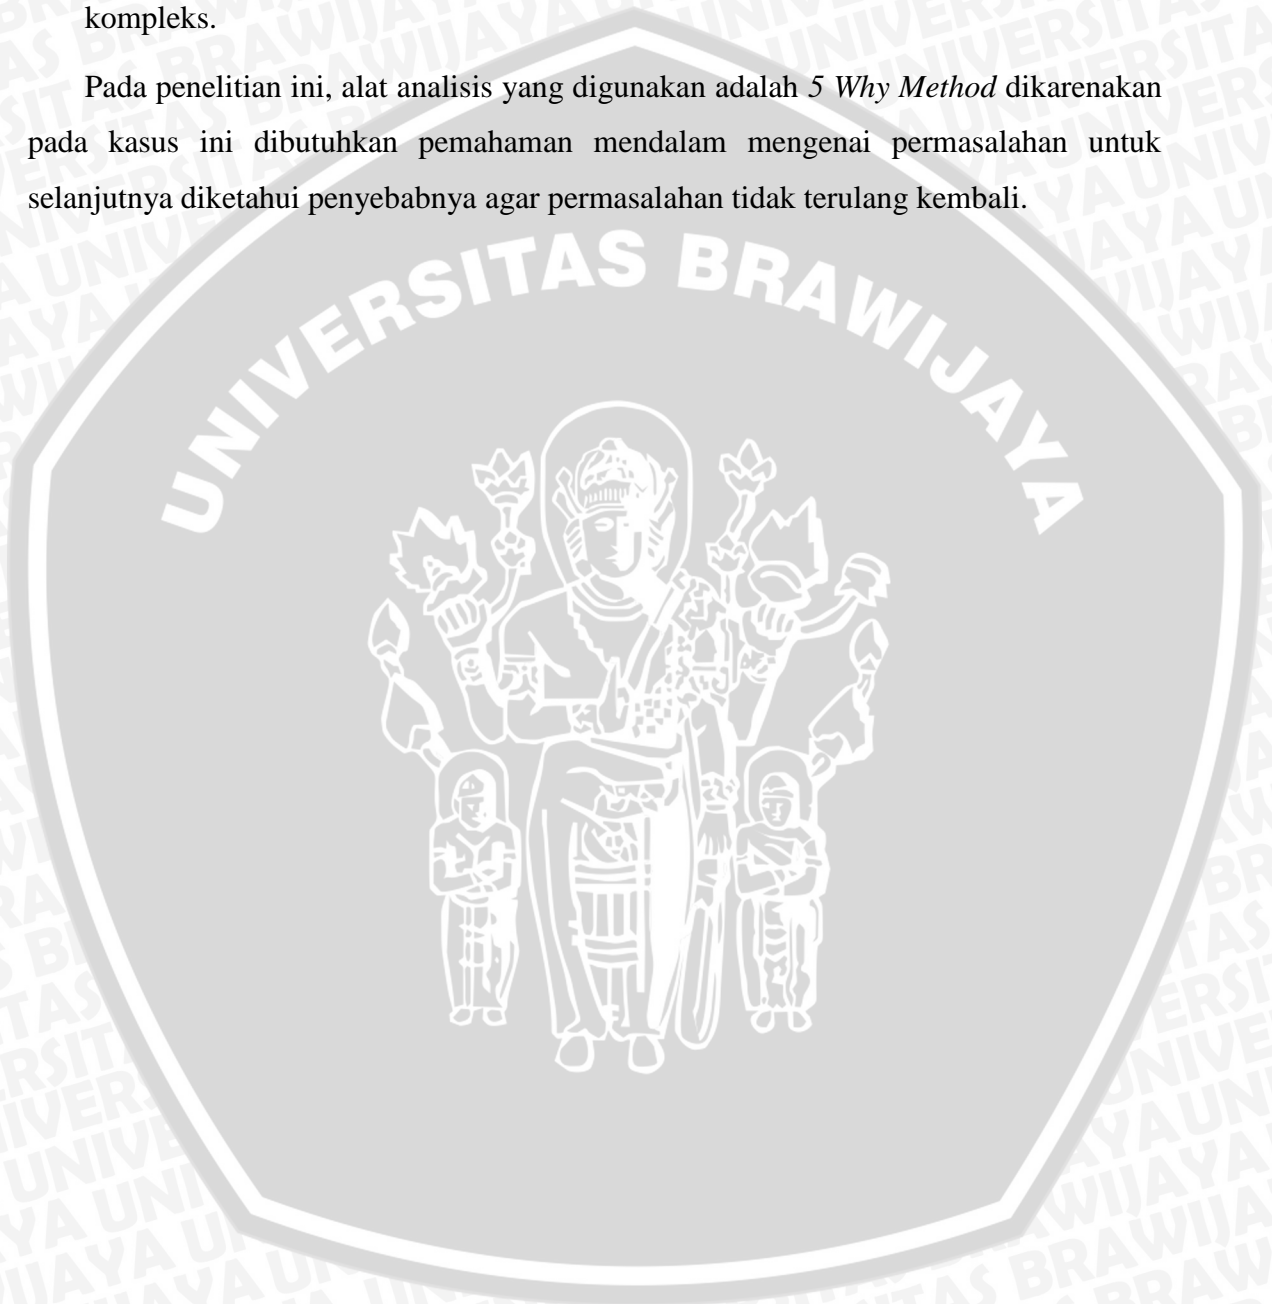 kompleks.
Pada penelitian ini, alat analisis yang digunakan adalah 5 Why Method dikarenakan
pada kasus ini dibutuhkan pemahaman mendalam mengenai permasalahan untuk
selanjutnya diketahui penyebabnya agar permasalahan tidak terulang kembali.
UNIVERSITAS BRAWIJAYA